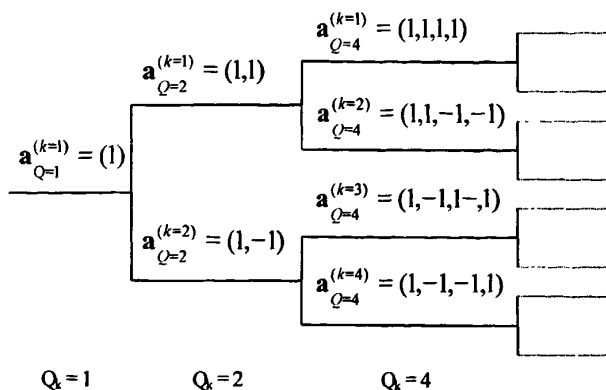 a_{Q=4}^{(k=1)} = (1,1,1,1)
a_{Q=2}^{(k=1)} = (1,1)
a_{Q=4}^{(k=2)} = (1,1,-1,-1)
a_{Q=1}^{(k=1)} = (1)
a_{Q=4}^{(k=3)} = (1,-1,1-,1)
a_{Q=2}^{(k=2)} = (1,-1)
a_{Q=4}^{(k=4)} = (1,-1,-1,1)
Q_k = 1 Q_k = 2 Q_k = 4